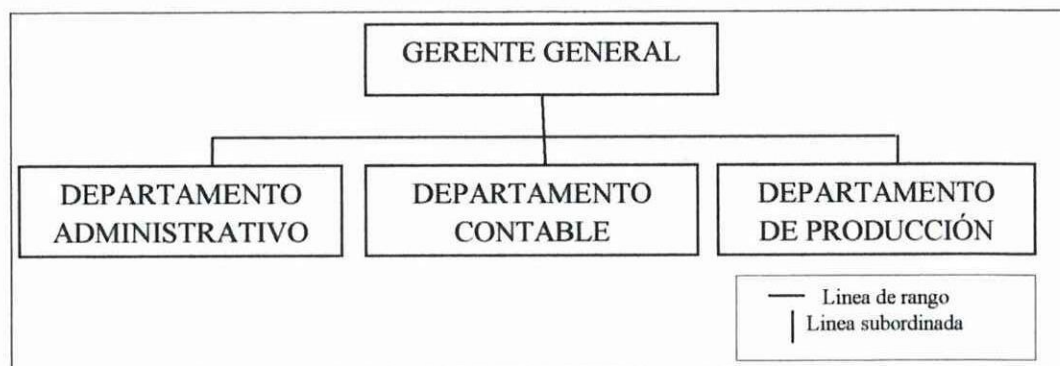 GERENTE GENERAL
DEPARTAMENTO
ADMINISTRATIVO
DEPARTAMENTO
CONTABLE
DEPARTAMENTO
DE PRODUCCIÓN
Linea de rango
Linea subordinada